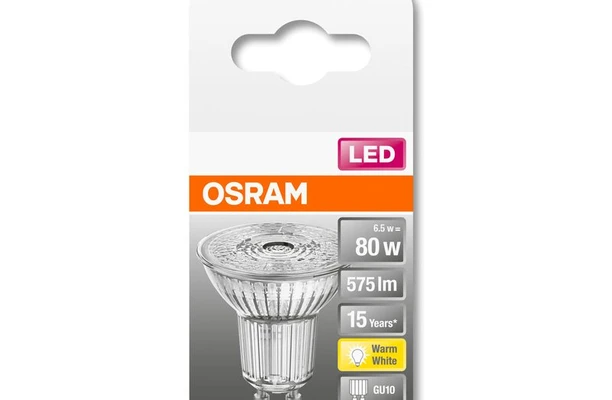 LED
OSRAM
6.5 w =
80 w
575 lm
15 Years*
Warm
White
GU10